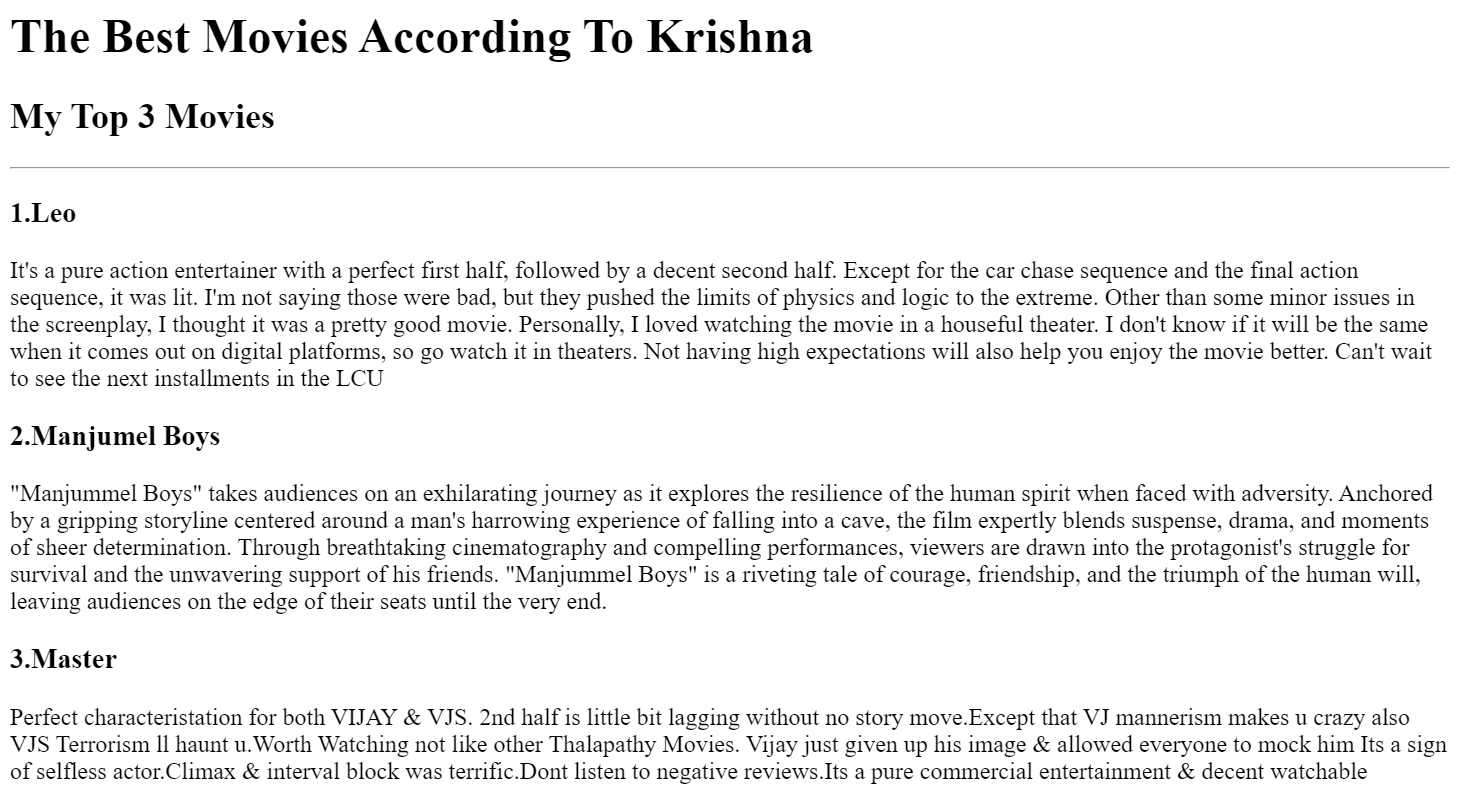 The Best Movies According To Krishna
My Top 3 Movies
1.Leo
It's a pure action entertainer with a perfect first half, followed by a decent second half. Except for the car chase sequence and the final action
sequence, it was lit. I'm not saying those were bad, but they pushed the limits of physics and logic to the extreme. Other than some minor issues in
the screenplay, I thought it was a pretty good movie. Personally, I loved watching the movie in a houseful theater. I don't know if it will be the same
when it comes out on digital platforms, so go watch it in theaters. Not having high expectations will also help you enjoy the movie better. Can't wait
to see the next installments in the LCU
2.Manjumel Boys
"Manjummel Boys" takes audiences on an exhilarating journey as it explores the resilience of the human spirit when faced with adversity. Anchored
by a gripping storyline centered around a man's harrowing experience of falling into a cave, the film expertly blends suspense, drama, and moments
of sheer determination. Through breathtaking cinematography and compelling performances, viewers are drawn into the protagonist's struggle for
survival and the unwavering support of his friends. "Manjummel Boys" is a riveting tale of courage, friendship, and the triumph of the human will,
leaving audiences on the edge of their seats until the very end.
3.Master
Perfect characteristation for both VIJAY & VJS. 2nd half is little bit lagging without no story move.Except that VJ mannerism makes u crazy also
VJS Terrorism ll haunt u.Worth Watching not like other Thalapathy Movies. Vijay just given up his image & allowed everyone to mock him Its a sign
of selfless actor.Climax & interval block was terrific.Dont listen to negative reviews.Its a pure commercial entertainment & decent watchable